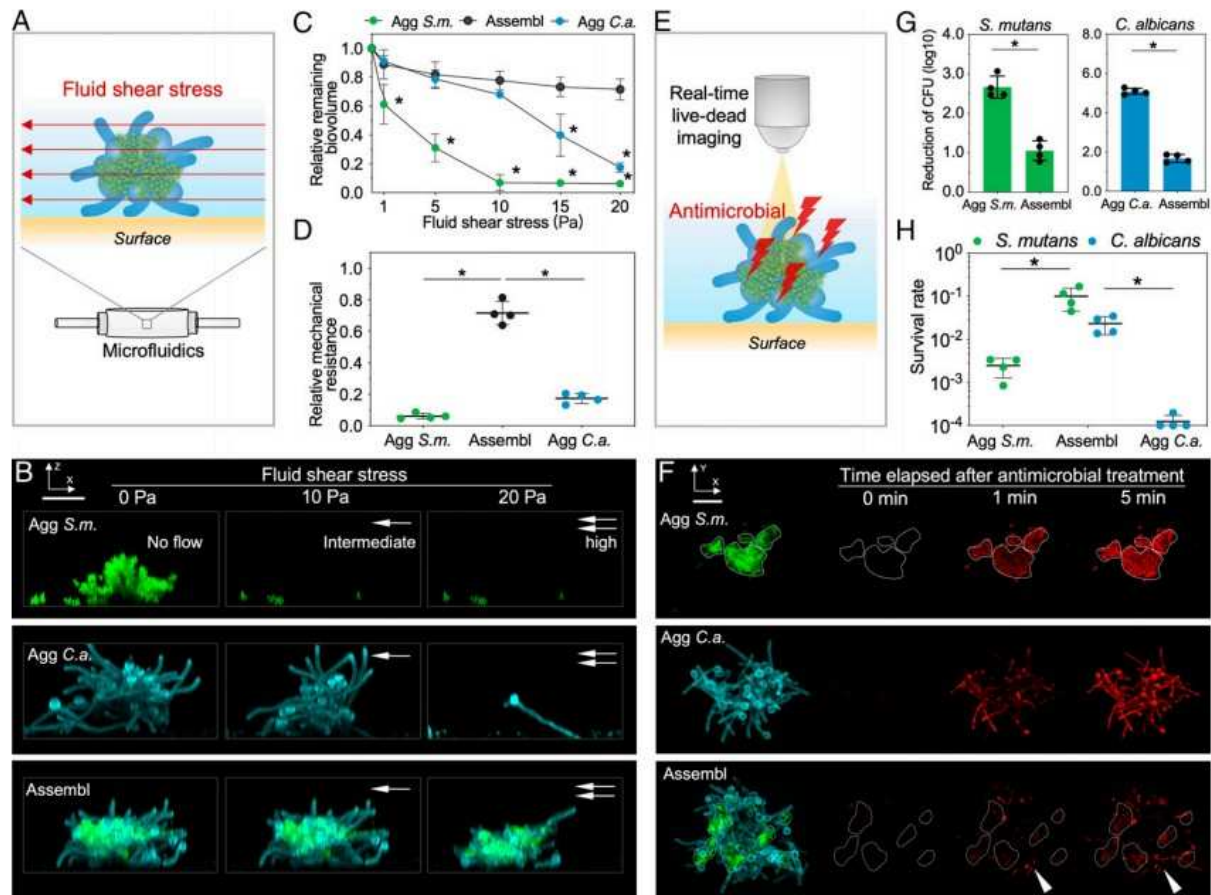 A
Fluid shear stress
Surface
Microfluidics
C
Agg S.m. Assembl Agg C.a.
Relative remaining
biovolume
1.0
0.8
0.6
0.4
0.2
0.0
* * * * * * *
1 5 10 15 20
Fluid shear stress (Pa)
D
Relative mechanical
resistance
1.0
0.8
0.6
0.4
0.2
0.0
* *
Agg S.m. Assembl Agg C.a.
E
Real-time
live-dead
imaging
Antimicrobial
Surface
G
S. mutans
Reduction of CFU (log10)
4.0
3.0
2.0
1.0
0.0
*
Agg S.m. Assembl
C. albicans
8.0
6.0
4.0
2.0
0
*
Agg C.a. Assembl
H
S. mutans C. albicans
Survival rate
10⁰
10⁻¹
10⁻²
10⁻³
10⁻⁴
* *
Agg S.m. Assembl Agg C.a.
B
Z
X
Fluid shear stress
0 Pa 10 Pa 20 Pa
Agg S.m.
No flow Intermediate high
Agg C.a.
Assembl
F
Y
X
Time elapsed after antimicrobial treatment
0 min 1 min 5 min
Agg S.m.
Agg C.a.
Assembl